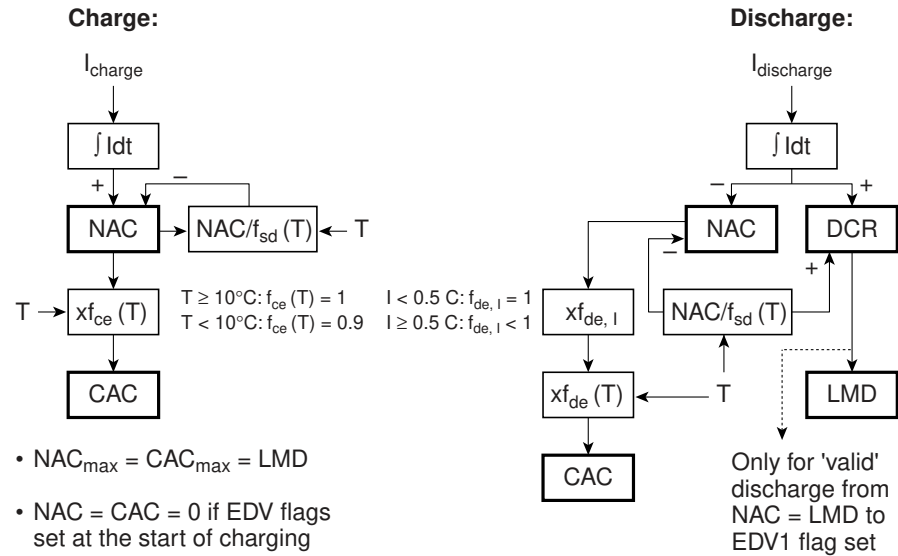 Charge:
Discharge:
I_charge
I_discharge
∫ Idt
∫ Idt
+
–
–
+
NAC
NAC/f_sd (T)
T
NAC
DCR
–
+
T
xf_ce (T)
T ≥ 10°C: f_ce (T) = 1
T < 10°C: f_ce (T) = 0.9
I < 0.5 C: f_de, I = 1
I ≥ 0.5 C: f_de, I < 1
xf_de, I
NAC/f_sd (T)
CAC
xf_de (T)
T
LMD
CAC
• NAC_max = CAC_max = LMD
• NAC = CAC = 0 if EDV flags
set at the start of charging
Only for 'valid'
discharge from
NAC = LMD to
EDV1 flag set